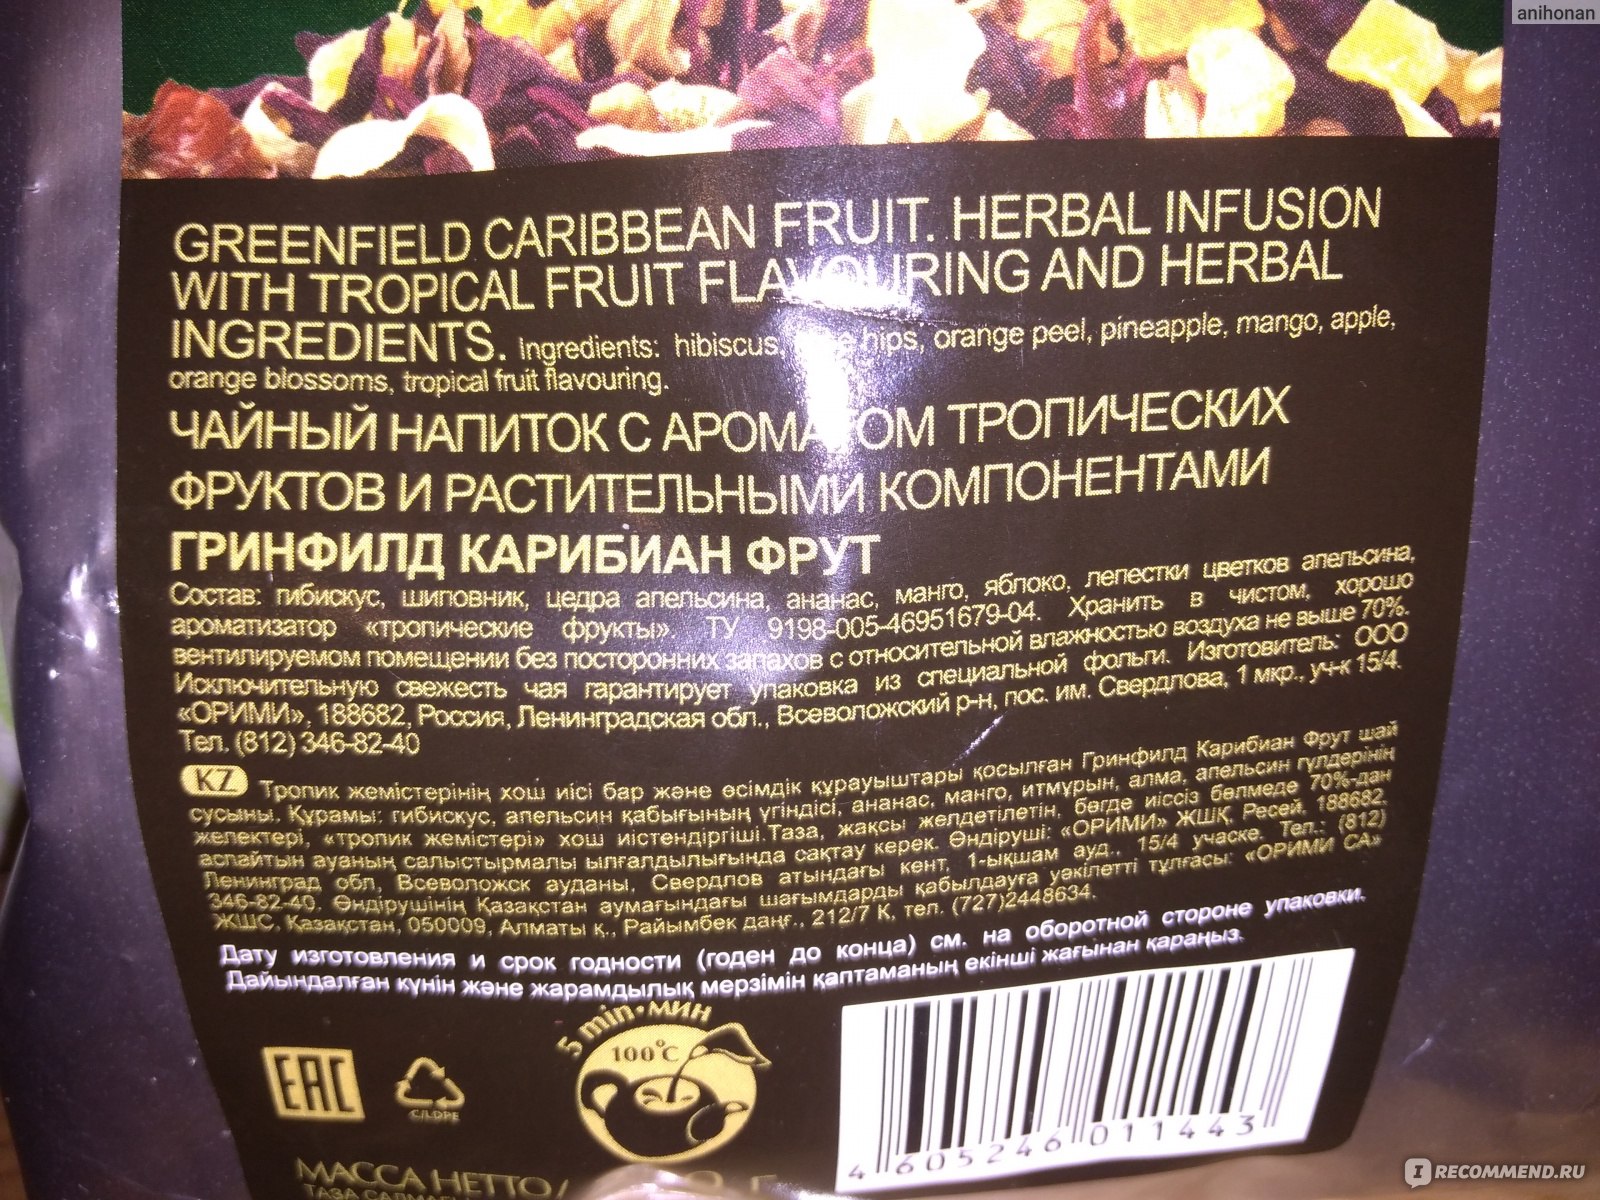 anihonan
GREENFIELD CARIBBEAN FRUIT. HERBAL INFUSION
WITH TROPICAL FRUIT FLAVOURING AND HERBAL
INGREDIENTS. Ingredients: hibiscus, hips, orange peel, pineapple, mango, apple,
orange blossoms, tropical fruit flavouring.
ЧАЙНЫЙ НАПИТОК С АРОМАТОМ ТРОПИЧЕСКИХ
ФРУКТОВ И РАСТИТЕЛЬНЫМИ КОМПОНЕНТАМИ
ГРИНФИЛД КАРИБИАН ФРУТ
Состав: гибискус, шиповник, цедра апельсина, ананас, манго, яблоко, лепестки цветков апельсина,
ароматизатор «тропические фрукты». ТУ 9198-005-46951679-04. Хранить в чистом, хорошо
вентилируемом помещении без посторонних запахов с относительной влажностью воздуха не выше 70%.
Исключительную свежесть чая гарантирует упаковка из специальной фольги. Изготовитель: ООО
«ОРИМИ», 188682, Россия, Ленинградская обл., Всеволожский р-н, пос. им. Свердлова, 1 мкр., уч-к 15/4.
Тел. (812) 346-82-40
KZ Тропик жемістерінің хош иісі бар және өсімдік құрауыштары қосылған Гринфилд Карибиан Фрут шай
сусыны. Құрамы: гибискус, апельсин қабығының үгіндісі, ананас, манго, итмұрын, алма, апельсин гүлдерінің
желектері, «тропик жемістері» хош иістендіргіші.Таза, жақсы желдетілетін, бөгде иіссіз бөлмеде 70%-дан
аспайтын ауаның салыстырмалы ылғалдылығында сақтау керек. Өндіруші: «ОРИМИ» ЖШҚ. Ресей. 188682.
Ленинград обл., Всеволожск ауданы, Свердлов атындағы кент, 1-ықшам ауд., 15/4 учаске. Тел.: (812)
346-82-40. Өндірушінің Қазақстан аумағындағы шағымдарды қабылдауға уәкілетті тұлғасы: «ОРИМИ СА»
ЖШС, Казақстан, 050009, Алматы қ., Райымбек даңғ., 212/7 К, тел. (727)2448634.
Дату изготовления и срок годности (годен до конца) см. на оборотной стороне упаковки.
Дайындалған күнін және жарамдылық мерзімін қаптаманың екінші жағынан қараңыз.
5 min•МИН
100°C
EAC
C/LDPE
4 605246 011443
МАССА НЕТТО/
IRECOMMEND.RU